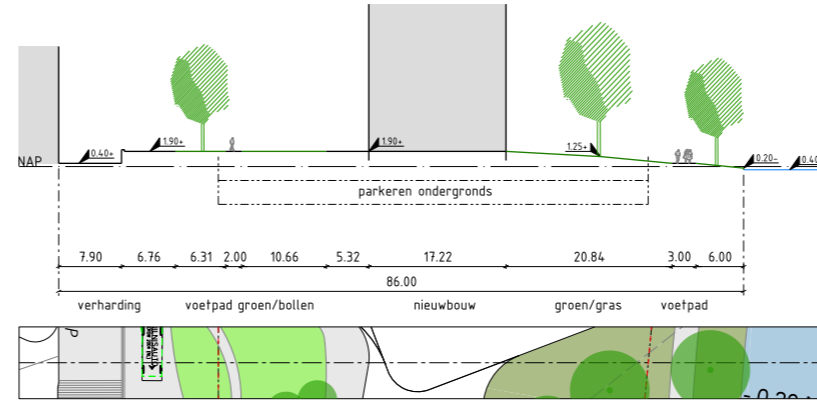 0.40+ 1.90+ 1.90+ 1.25+ 0.20-
NAP
parkeren ondergronds
7.90 6.76 6.31 2.00 10.66 5.32 17.22 20.84 3.00 6.00
86.00
verharding voetpad groen/bollen nieuwbouw groen/gras voetpad